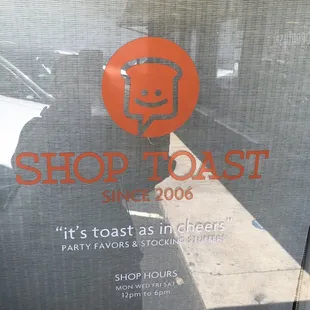 SHOP TOAST
SINCE 2006
"it's toast as in cheers"
PARTY FAVORS & STOCKING STUFFERS
SHOP HOURS
MON WED FRI SAT
12pm to 6pm